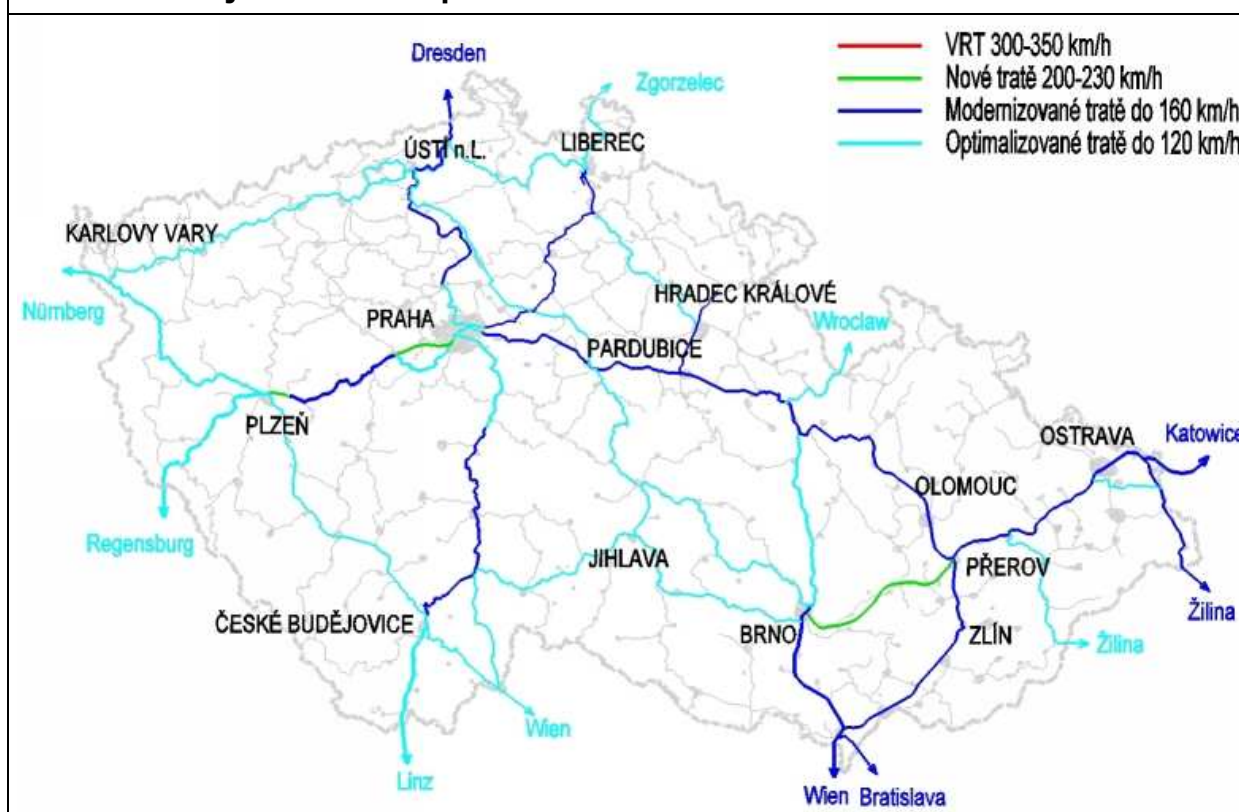 VRT 300-350 km/h
Nové tratě 200-230 km/h
Modernizované tratě do 160 km/h
Optimalizované tratě do 120 km/h
Dresden
Zgorzelec
ÚSTÍ n.L.
LIBEREC
KARLOVY VARY
Nürnberg
PRAHA
HRADEC KRÁLOVÉ
Wroclaw
PARDUBICE
PLZEŇ
OSTRAVA
Katowice
OLOMOUC
Regensburg
JIHLAVA
PŘEROV
ČESKÉ BUDĚJOVICE
BRNO
ZLÍN
Žilina
Žilina
Wien
Linz
Wien
Bratislava